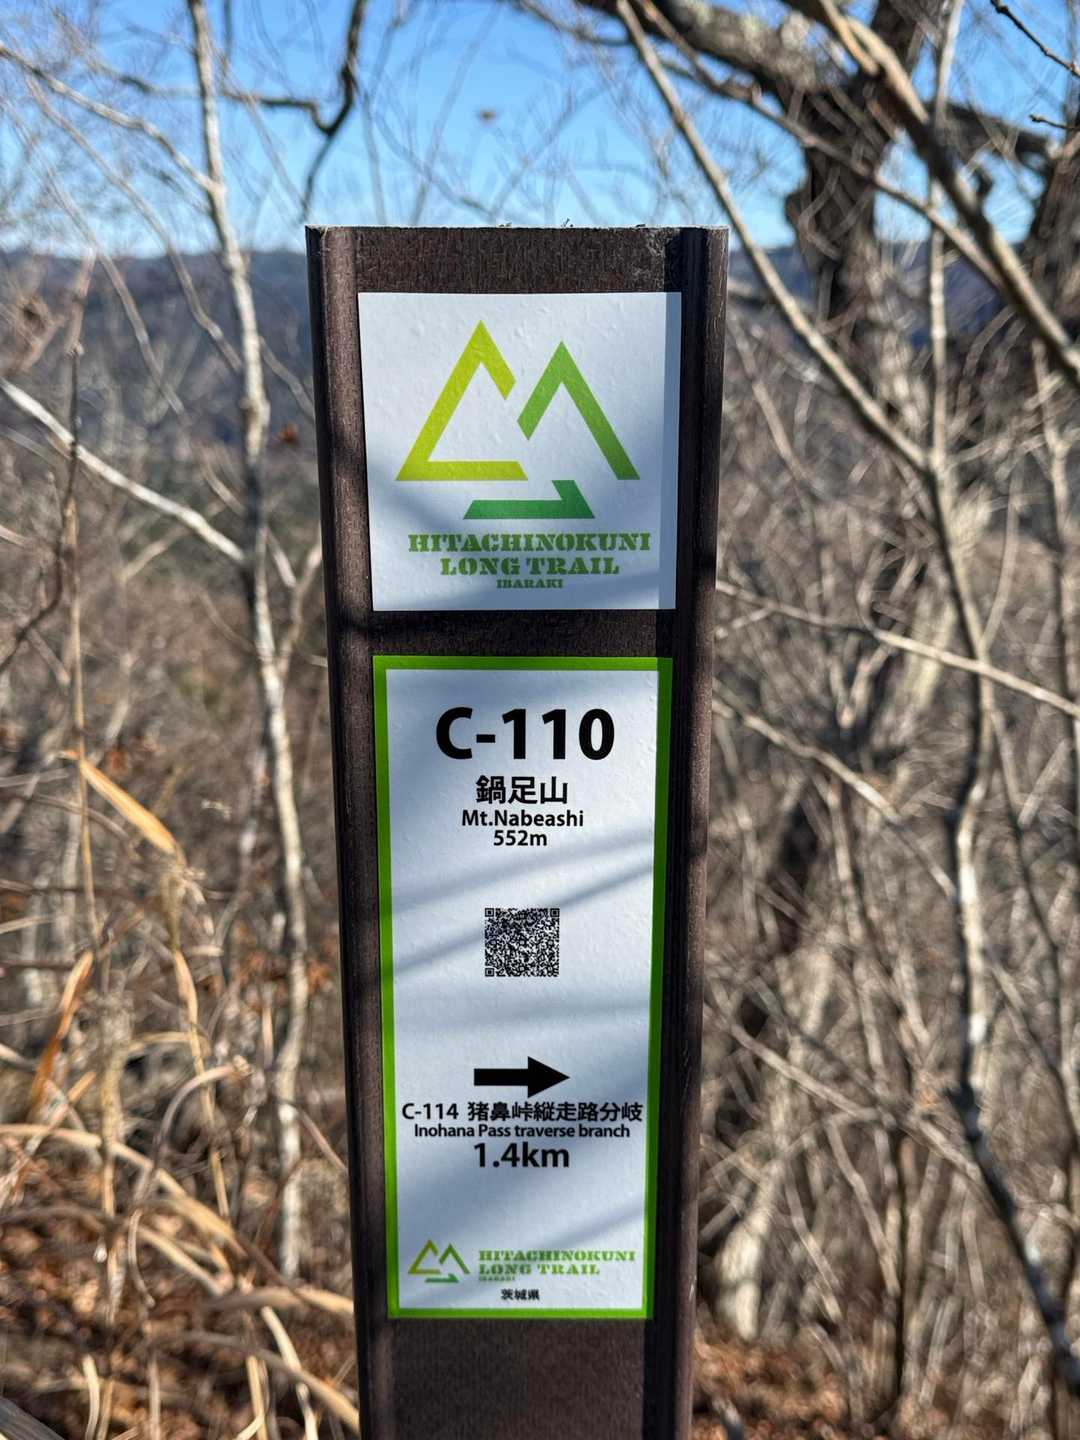 HITACHINOKUNI
LONG TRAIL
IBARAKI
C-110
鍋足山
Mt.Nabeashi
552m
C-114 猪鼻峠縦走路分岐
Inohana Pass traverse branch
1.4km
HITACHINOKUNI
LONG TRAIL
IBARAKI
茨城県